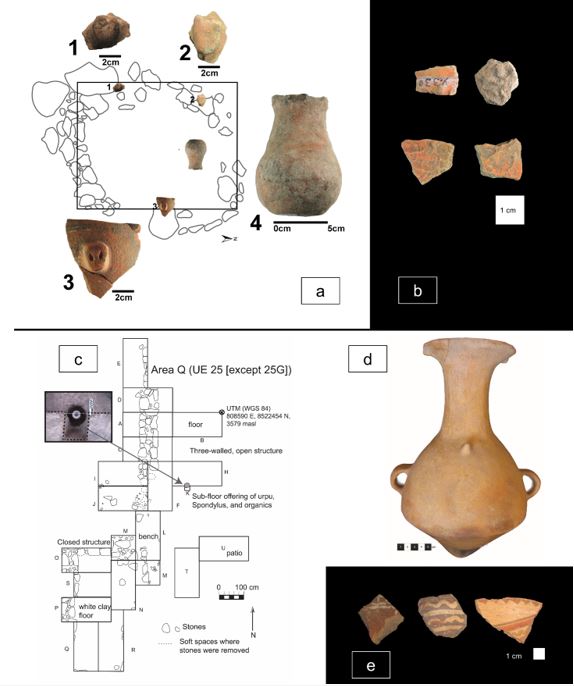 1
2cm
2
2cm
1
2
3
N
3
2cm
4
0cm 5cm
a
1 cm
b
c
Area Q (UE 25 [except 25G])
E
D
A
floor
UTM (WGS 84)
808590 E, 8522454 N,
3579 masl
B
C
Three-walled, open structure
I
H
J
K
F
Sub-floor offering of urpu,
Spondylus, and organics
M
L
bench
Closed structure
O
U
patio
S
M
T
P
white clay
floor
N
0 100 cm
N
Stones
Soft spaces where
stones were removed
Q
R
d
e
1 cm